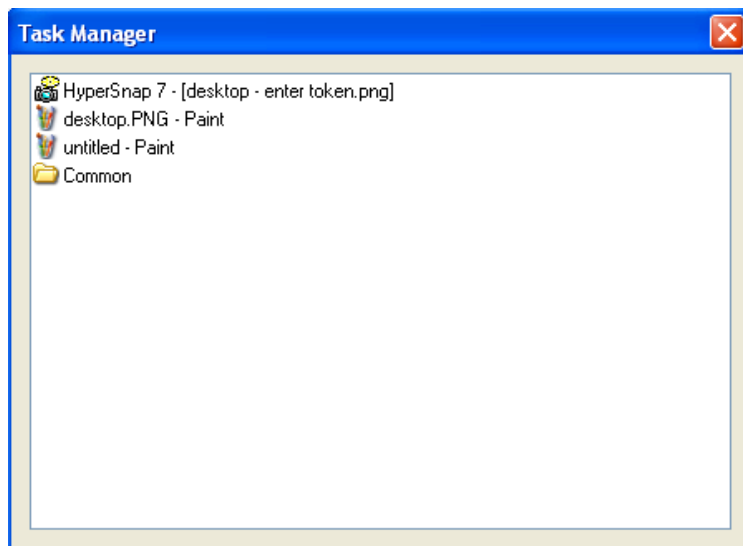 Task Manager
HyperSnap 7 - [desktop - enter token.png]
desktop.PNG - Paint
untitled - Paint
Common